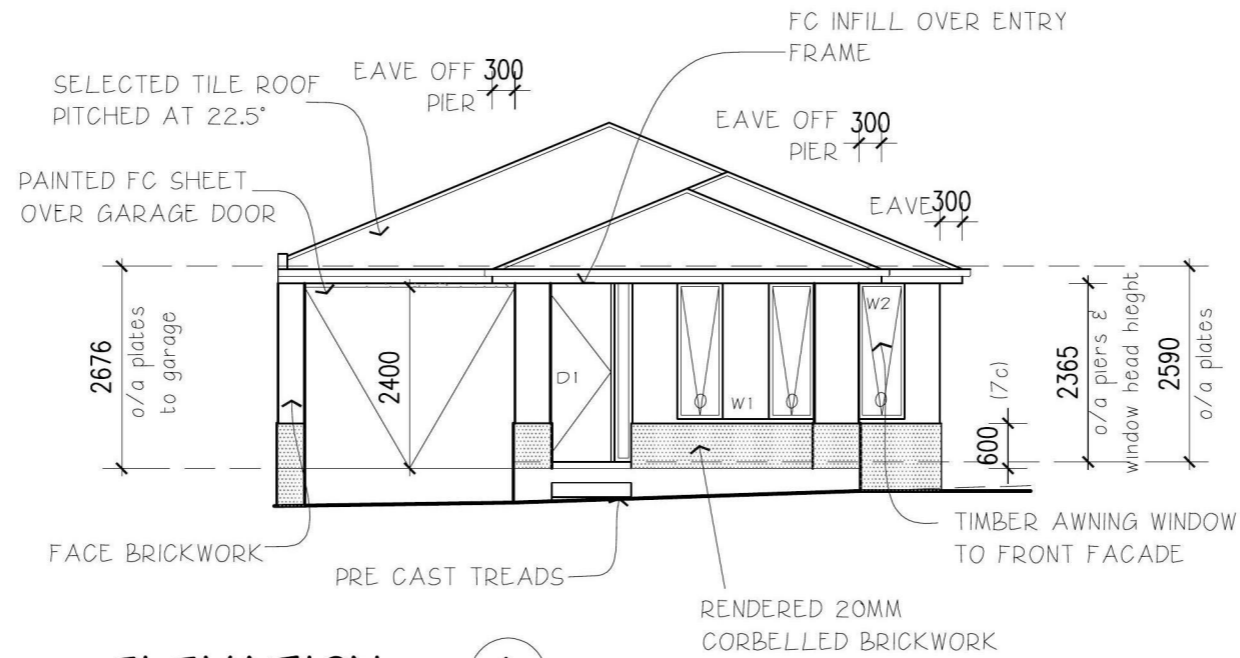 FC INFILL OVER ENTRY
FRAME
SELECTED TILE ROOF
PITCHED AT 22.5°
EAVE OFF 300
PIER
EAVE OFF 300
PIER
PAINTED FC SHEET
OVER GARAGE DOOR
EAVE 300
2676
o/a plates
to garage
2400
D1
W1
W2
600
(7c)
2365
o/a piers &
window head hieght
2590
o/a plates
FACE BRICKWORK
PRE CAST TREADS
TIMBER AWNING WINDOW
TO FRONT FACADE
RENDERED 20MM
CORBELLED BRICKWORK